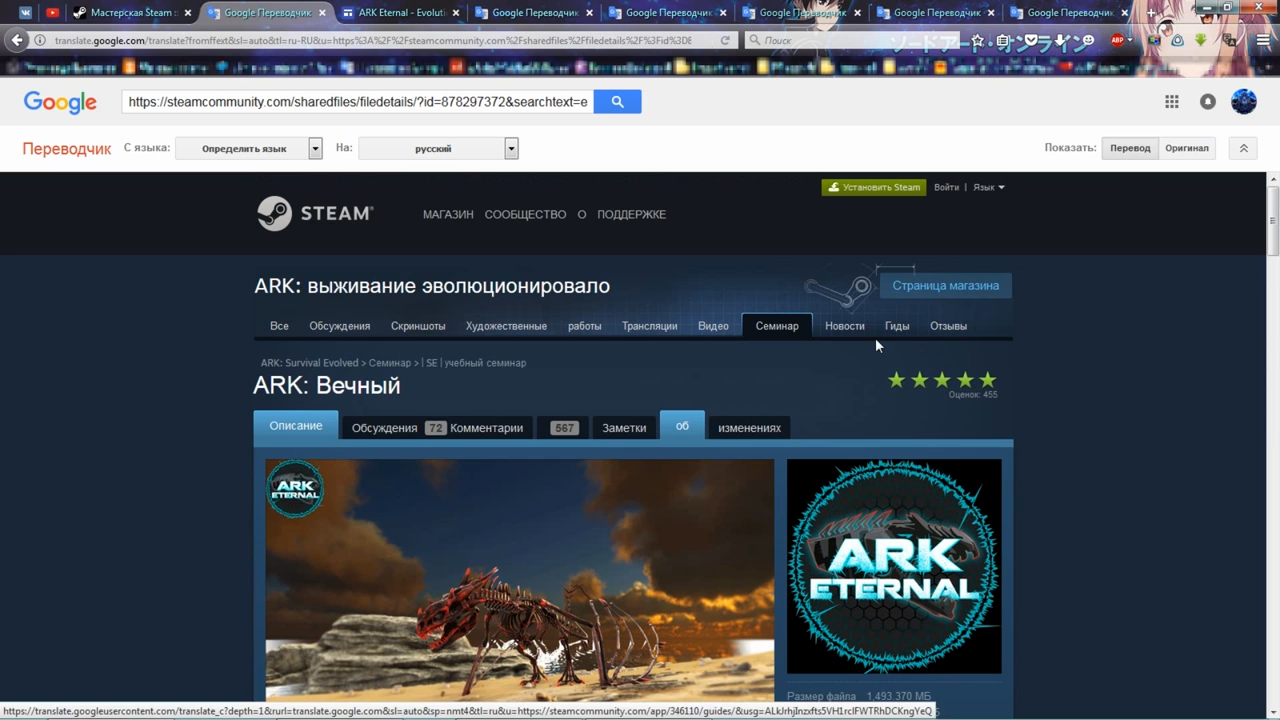 Мастерская Steam ::
Google Переводчик
ARK Eternal - Evoluti
Google Переводчик
Google Переводчик
Google Переводчик
Google Переводчик
Google Переводчик
translate.google.com/translate?fromffext&sl=auto&tl=ru-RU&u=https%3A%2F%2Fsteamcommunity.com%2Fsharedfiles%2Ffiledetails%2F%3Fid%3D8
Поиск
ABP
Google https://steamcommunity.com/sharedfiles/filedetails/?id=878297372&searchtext=e
Переводчик С языка: Определить язык На: русский Показать: Перевод Оригинал
Установить Steam Войти | Язык
STEAM® МАГАЗИН СООБЩЕСТВО О ПОДДЕРЖКЕ
ARK: выживание эволюционировало Страница магазина
Все Обсуждения Скриншоты Художественные работы Трансляции Видео Семинар Новости Гиды Отзывы
ARK: Survival Evolved > Семинар > | SE | учебный семинар
ARK: Вечный
Оценок: 455
Описание Обсуждения 72 Комментарии 567 Заметки об изменениях
ARK
ETERNAL
ARK
ETERNAL
Размер файла 1,493.370 МБ
https://translate.googleusercontent.com/translate_c?depth=1&rurl=translate.google.com&sl=auto&sp=nmt4&tl=ru&u=https://steamcommunity.com/app/346110/guides/&usg=ALkJrhjInzxfts5VH1rcIFWTRhDCKngYeQ